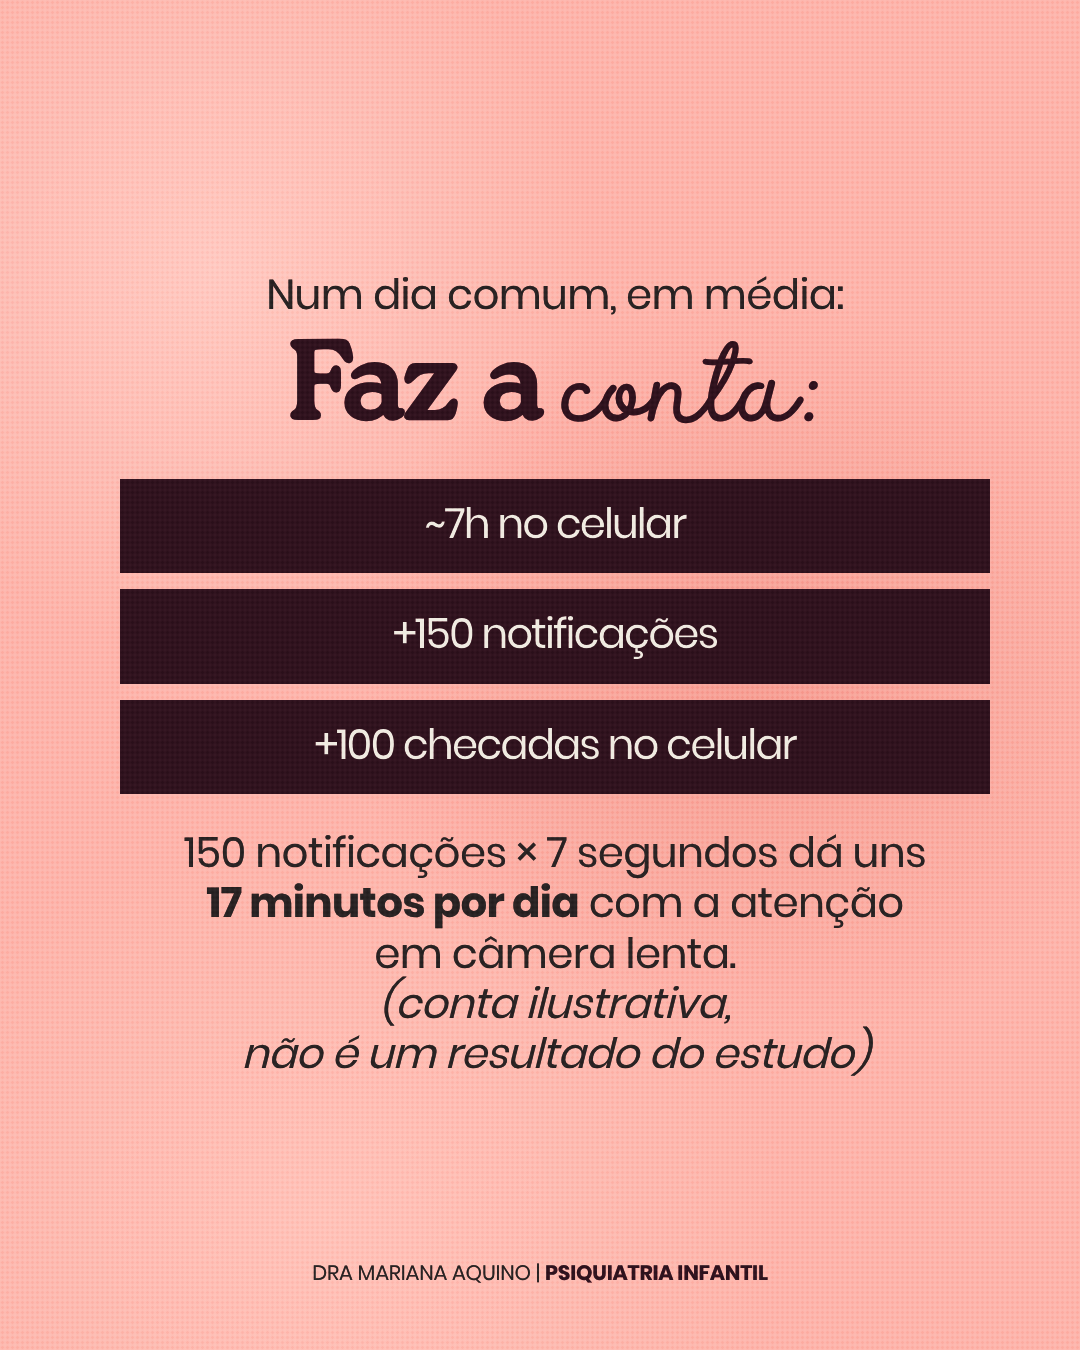 Num dia comum, em média:
Faz a conta:
~7h no celular
+150 notificações
+100 checadas no celular
150 notificações × 7 segundos dá uns
17 minutos por dia com a atenção
em câmera lenta.
(conta ilustrativa,
não é um resultado do estudo)
DRA MARIANA AQUINO | PSIQUIATRIA INFANTIL